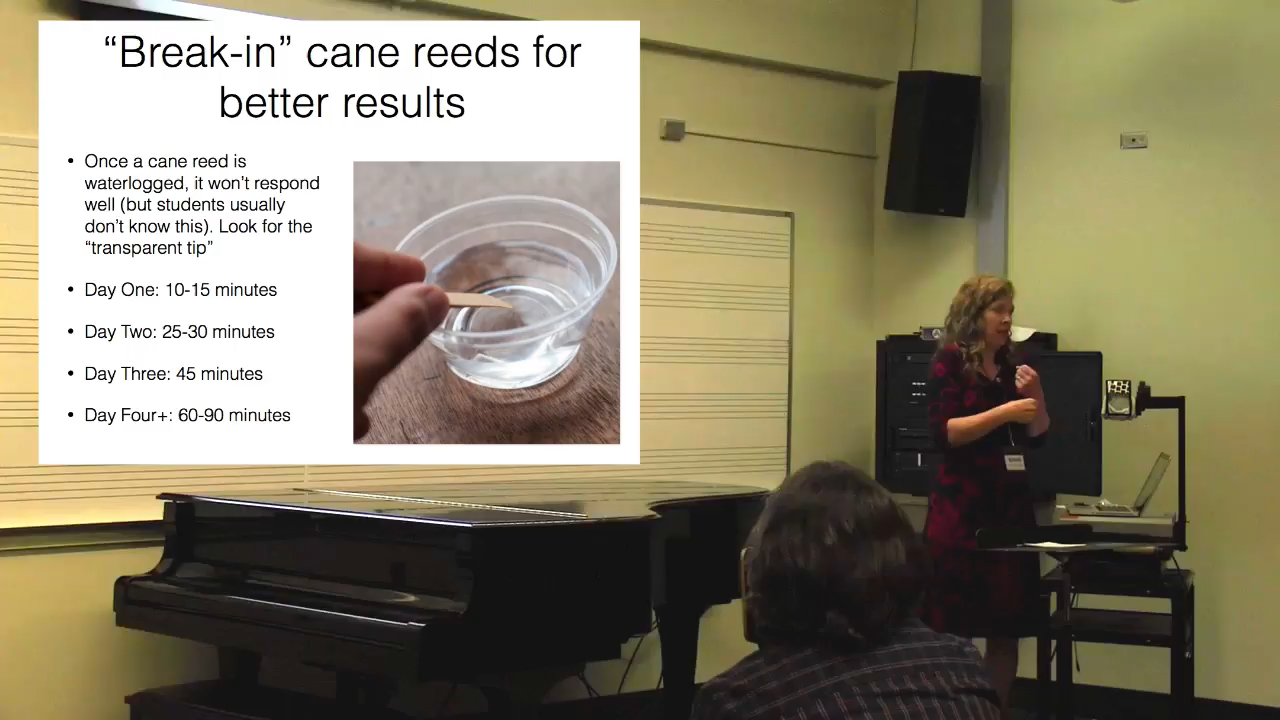 “Break-in” cane reeds for
better results
• Once a cane reed is
waterlogged, it won’t respond
well (but students usually
don’t know this). Look for the
“transparent tip”
• Day One: 10-15 minutes
• Day Two: 25-30 minutes
• Day Three: 45 minutes
• Day Four+: 60-90 minutes